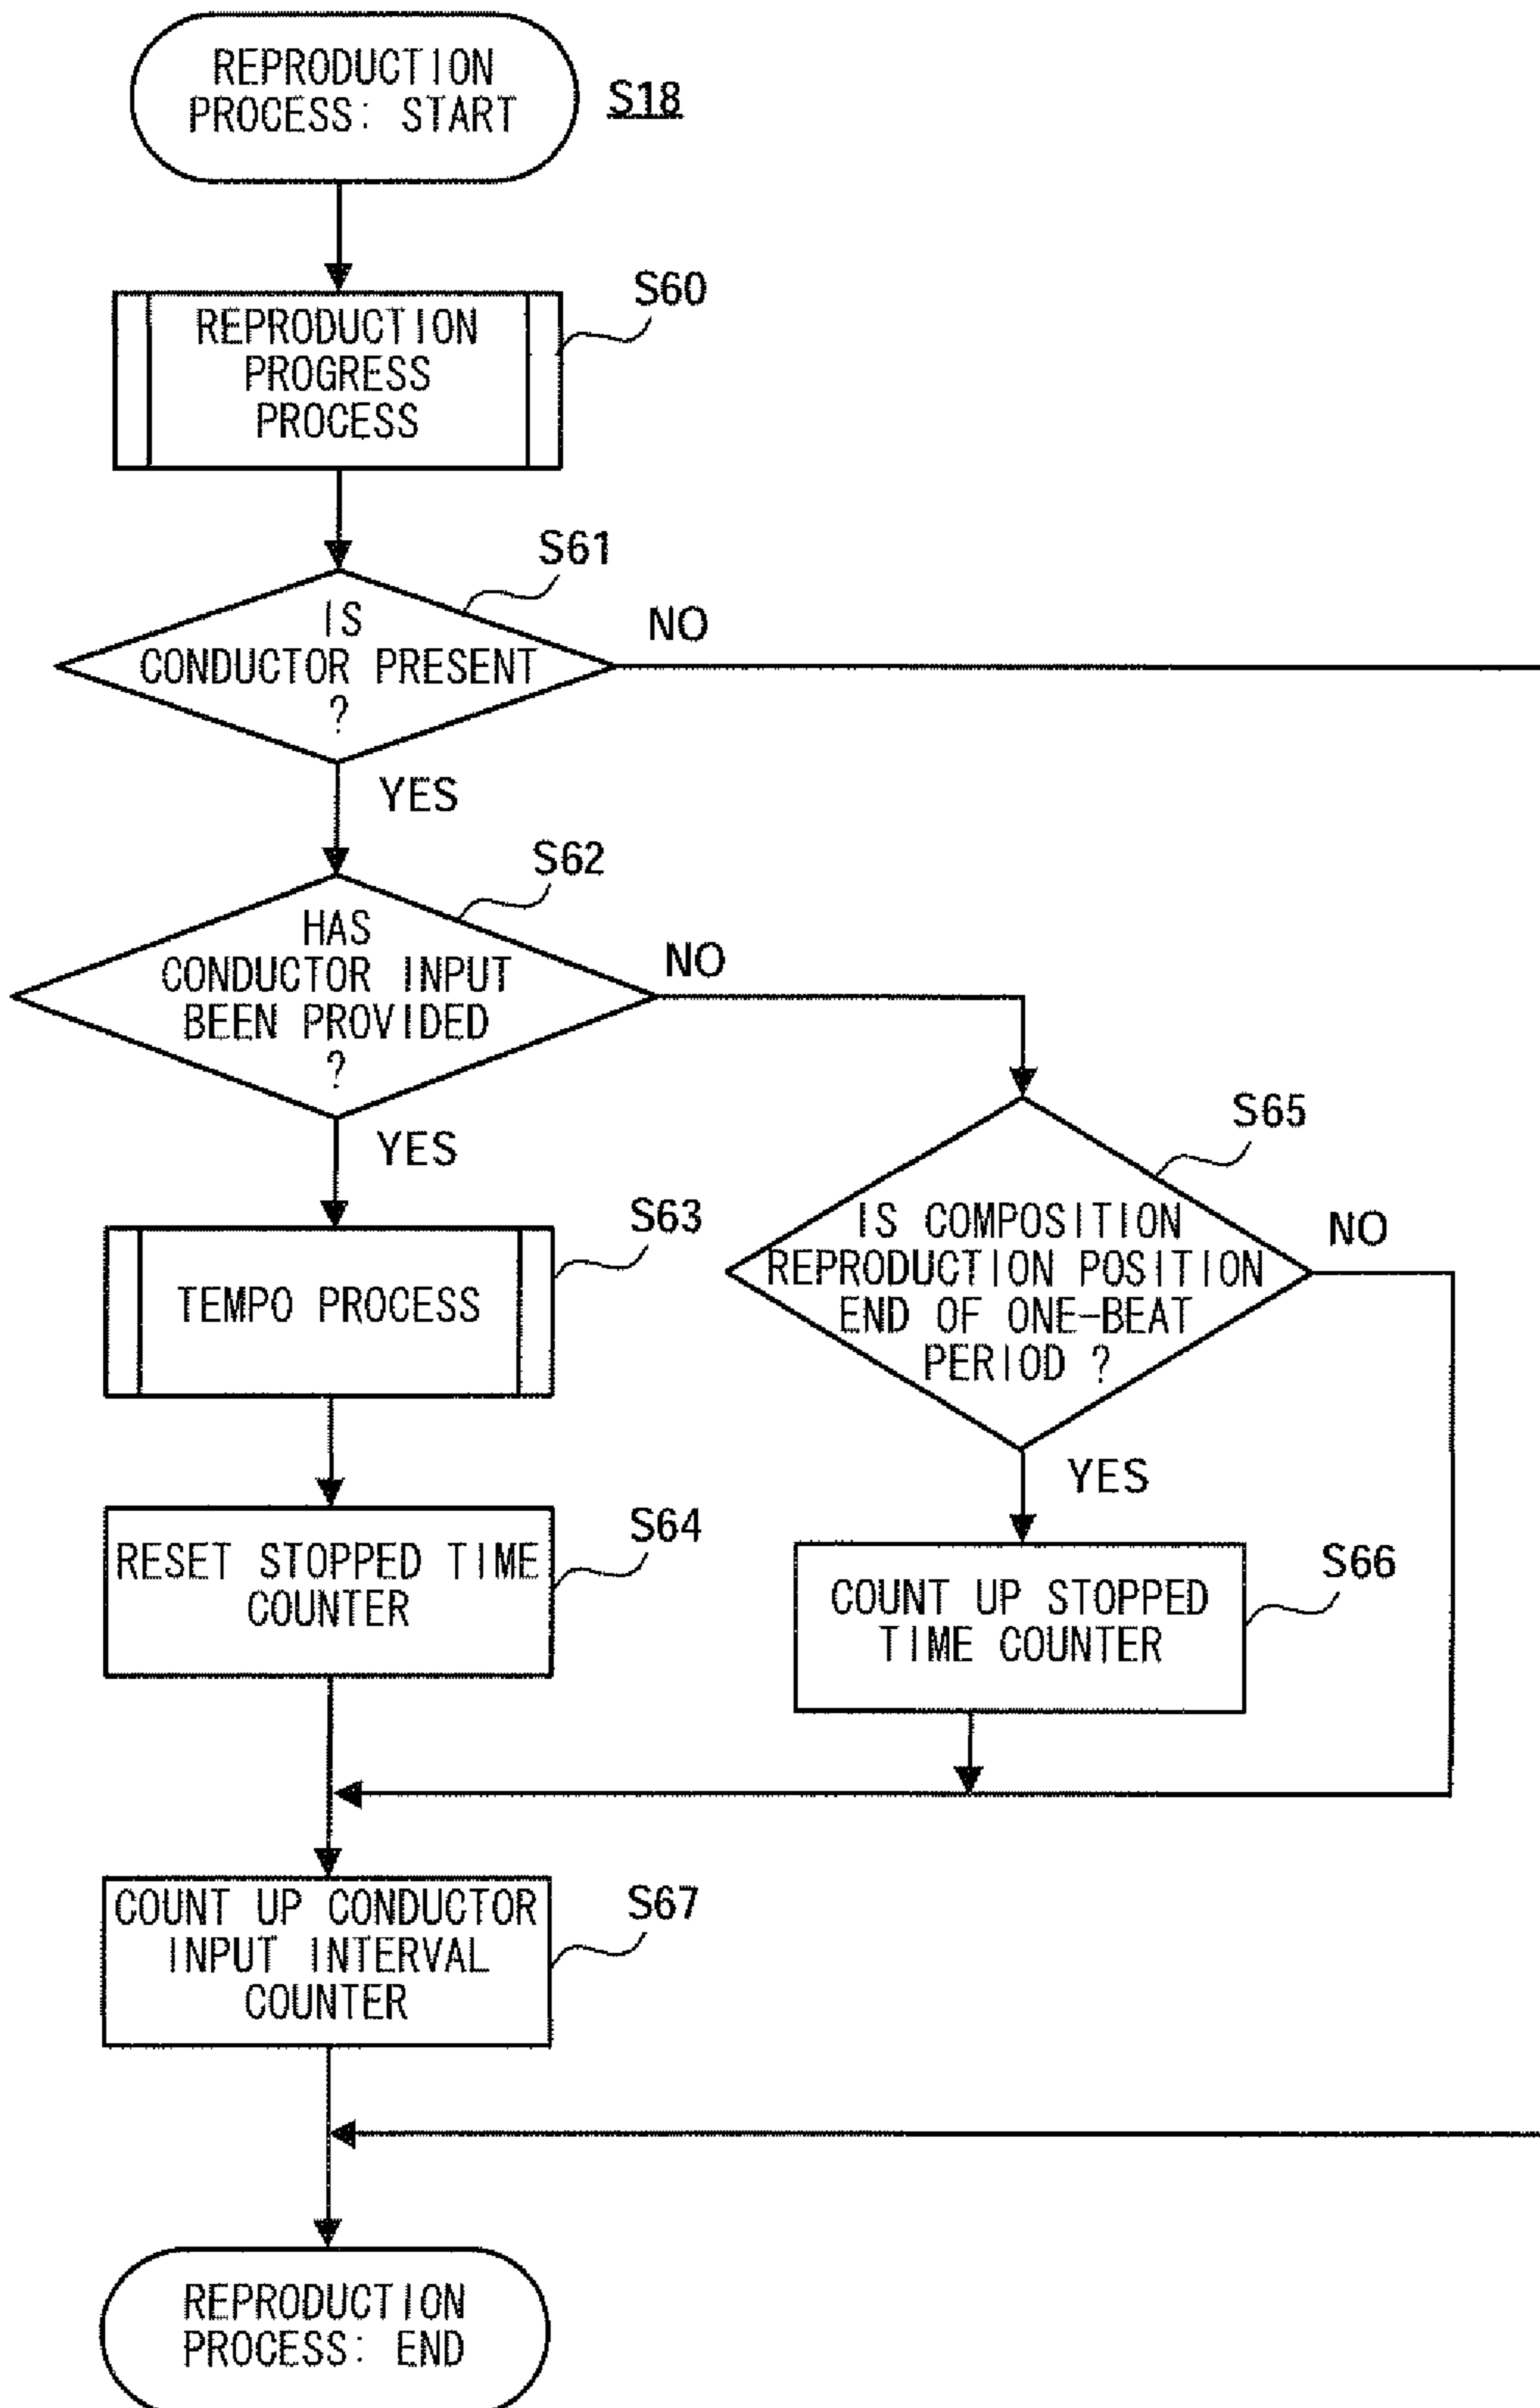 REPRODUCTION
PROCESS: START
S18
S60
REPRODUCTION
PROGRESS
PROCESS
S61
IS
CONDUCTOR PRESENT
?
NO
YES
S62
HAS
CONDUCTOR INPUT
BEEN PROVIDED
?
NO
YES
S65
IS COMPOSITION
REPRODUCTION POSITION
END OF ONE-BEAT
PERIOD ?
NO
YES
S63
TEMPO PROCESS
S64
RESET STOPPED TIME
COUNTER
S66
COUNT UP STOPPED
TIME COUNTER
S67
COUNT UP CONDUCTOR
INPUT INTERVAL
COUNTER
REPRODUCTION
PROCESS: END